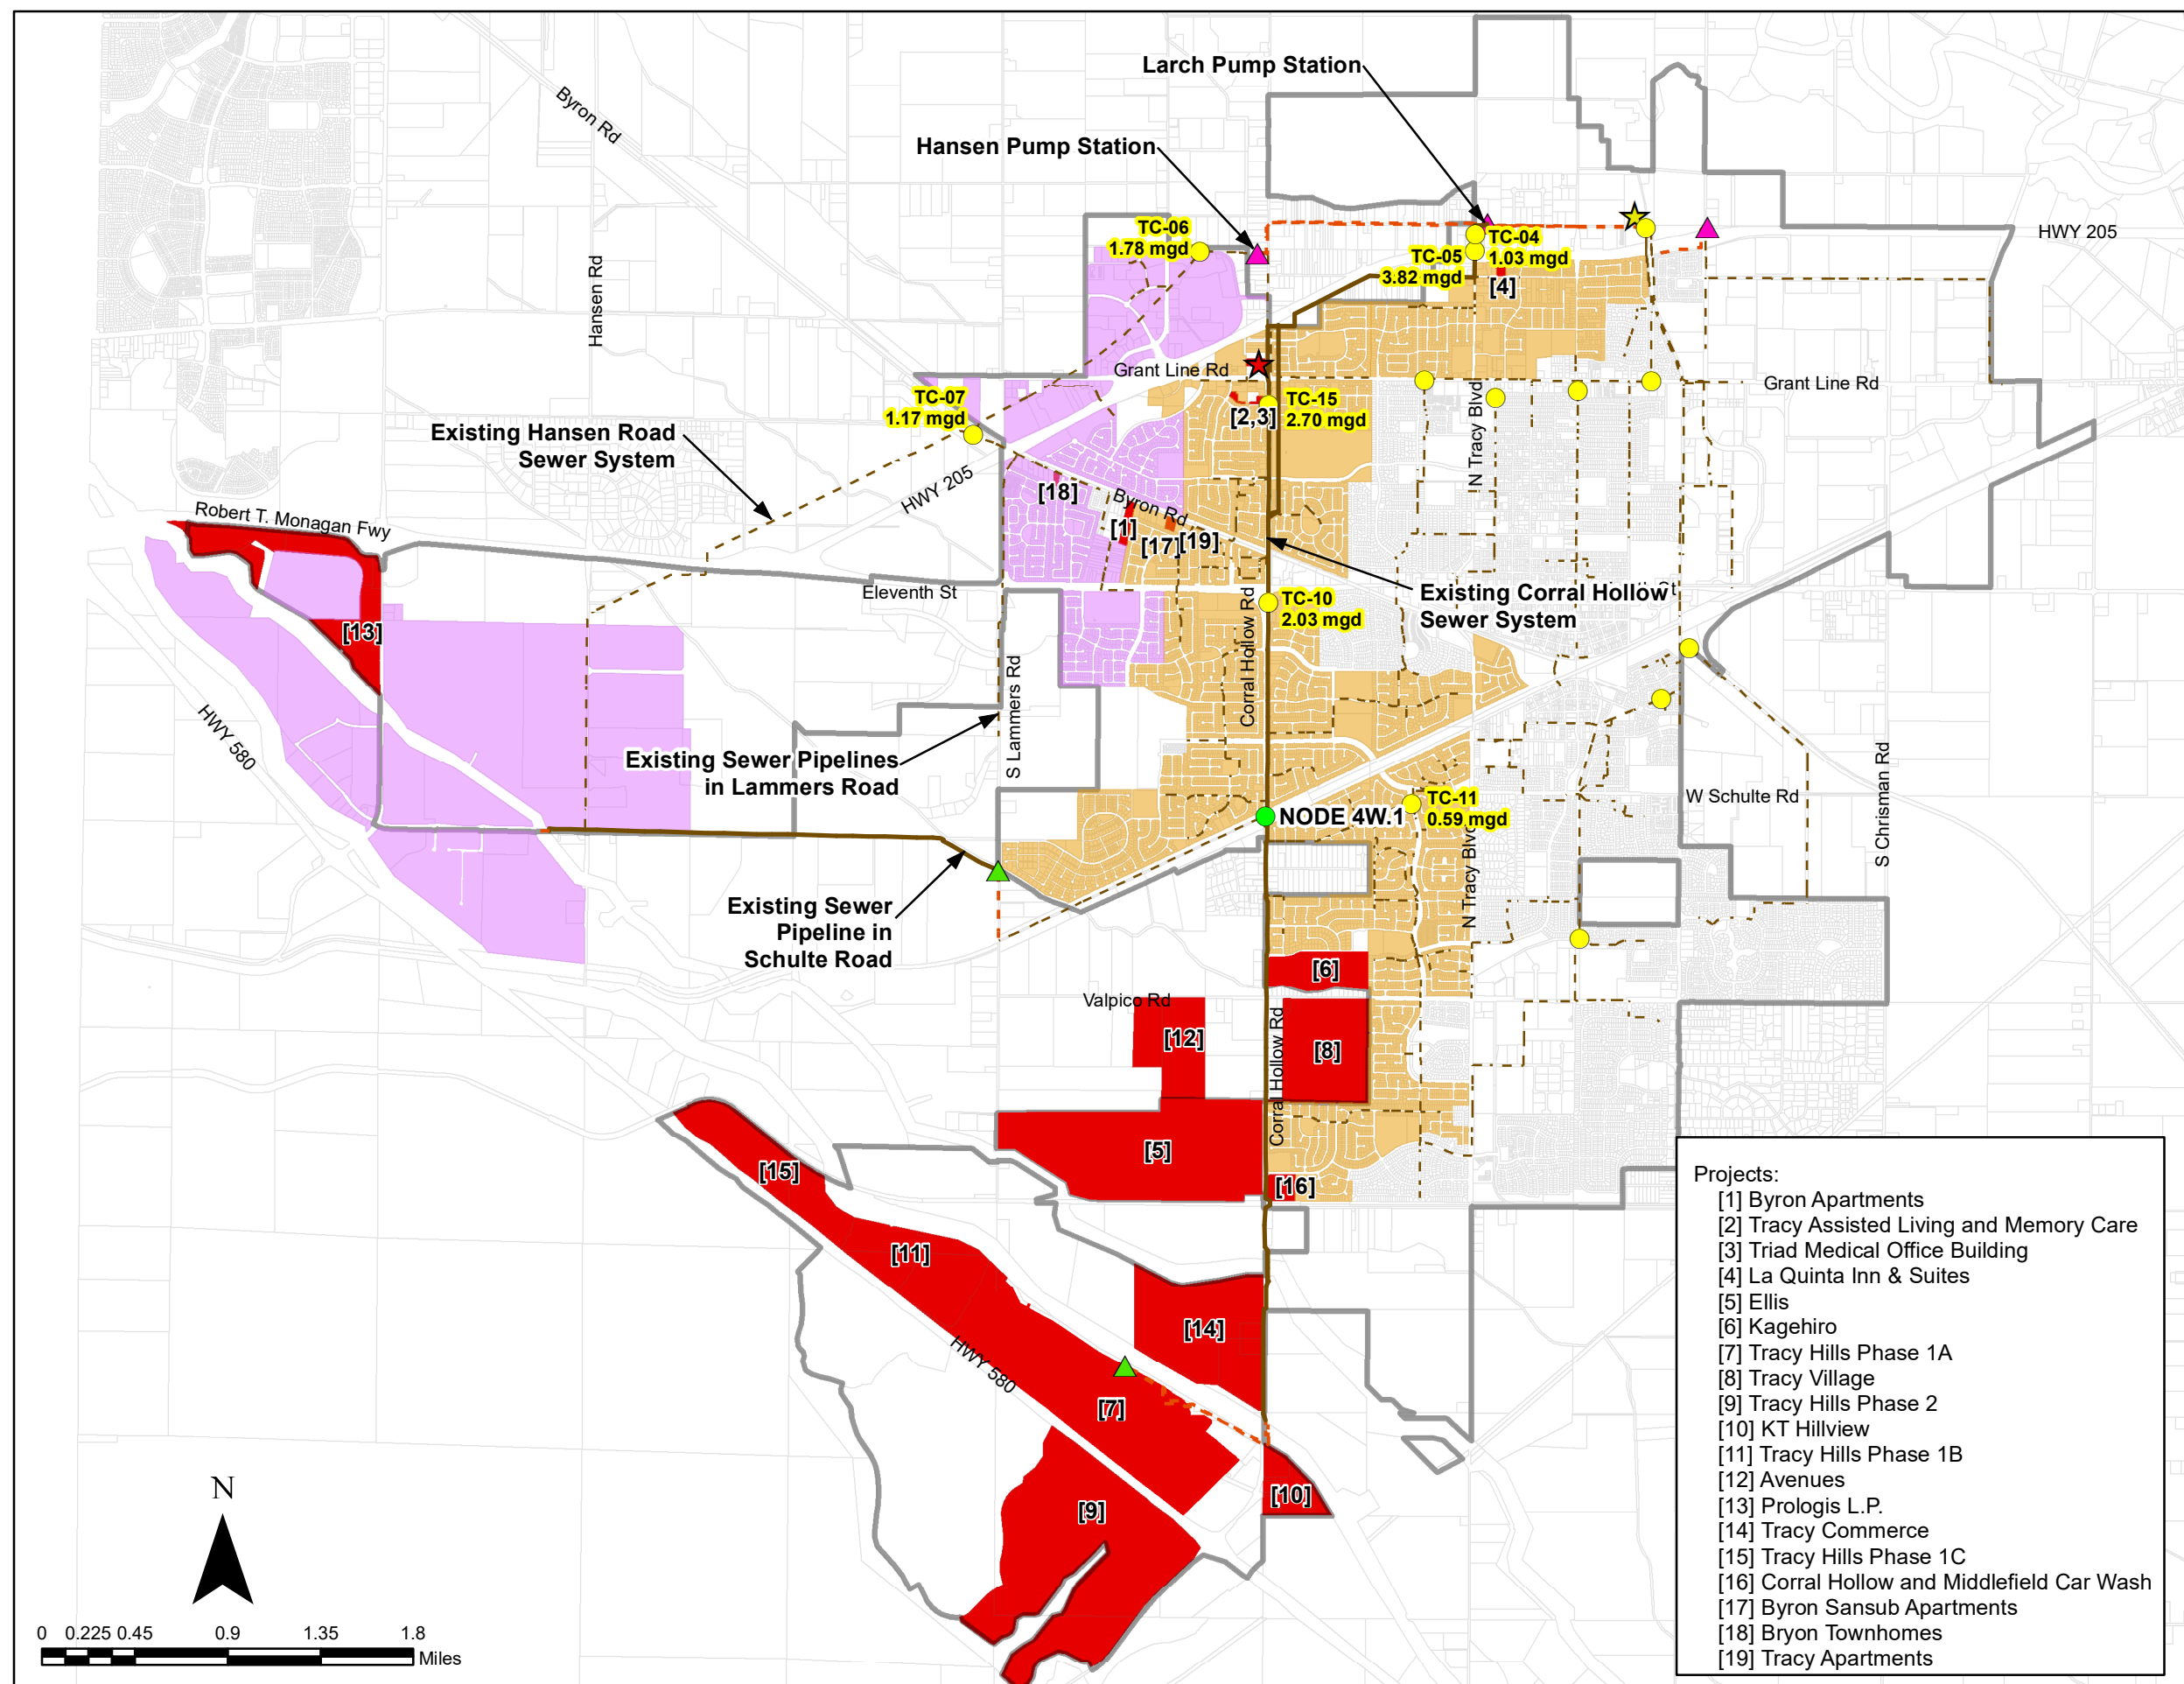 Larch Pump Station
Byron Rd
Hansen Pump Station
TC-06
1.78 mgd
TC-04
1.03 mgd
TC-05
3.82 mgd
HWY 205
Hansen Rd
[4]
Grant Line Rd
Grant Line Rd
TC-07
1.17 mgd
TC-15
2.70 mgd
[2,3]
N Tracy Blvd
Existing Hansen Road
Sewer System
HWY 205
[18]
Byron Rd
[1]
[17]
[19]
Robert T. Monagan Fwy
Eleventh St
Existing Corral Hollow
Sewer System
TC-10
2.03 mgd
[13]
Corral Hollow Rd
S Lammers Rd
HWY 580
Existing Sewer Pipelines
in Lammers Road
S Chrisman Rd
W Schulte Rd
TC-11
0.59 mgd
NODE 4W.1
N Tracy Blvd
Existing Sewer
Pipeline in
Schulte Road
[6]
Valpico Rd
[12]
[8]
Corral Hollow Rd
[5]
[15]
[16]
[11]
[14]
HWY 580
[7]
[10]
[9]
N
0 0.225 0.45 0.9 1.35 1.8
Miles
Projects:
[1] Byron Apartments
[2] Tracy Assisted Living and Memory Care
[3] Triad Medical Office Building
[4] La Quinta Inn & Suites
[5] Ellis
[6] Kagehiro
[7] Tracy Hills Phase 1A
[8] Tracy Village
[9] Tracy Hills Phase 2
[10] KT Hillview
[11] Tracy Hills Phase 1B
[12] Avenues
[13] Prologis L.P.
[14] Tracy Commerce
[15] Tracy Hills Phase 1C
[16] Corral Hollow and Middlefield Car Wash
[17] Byron Sansub Apartments
[18] Bryon Townhomes
[19] Tracy Apartments